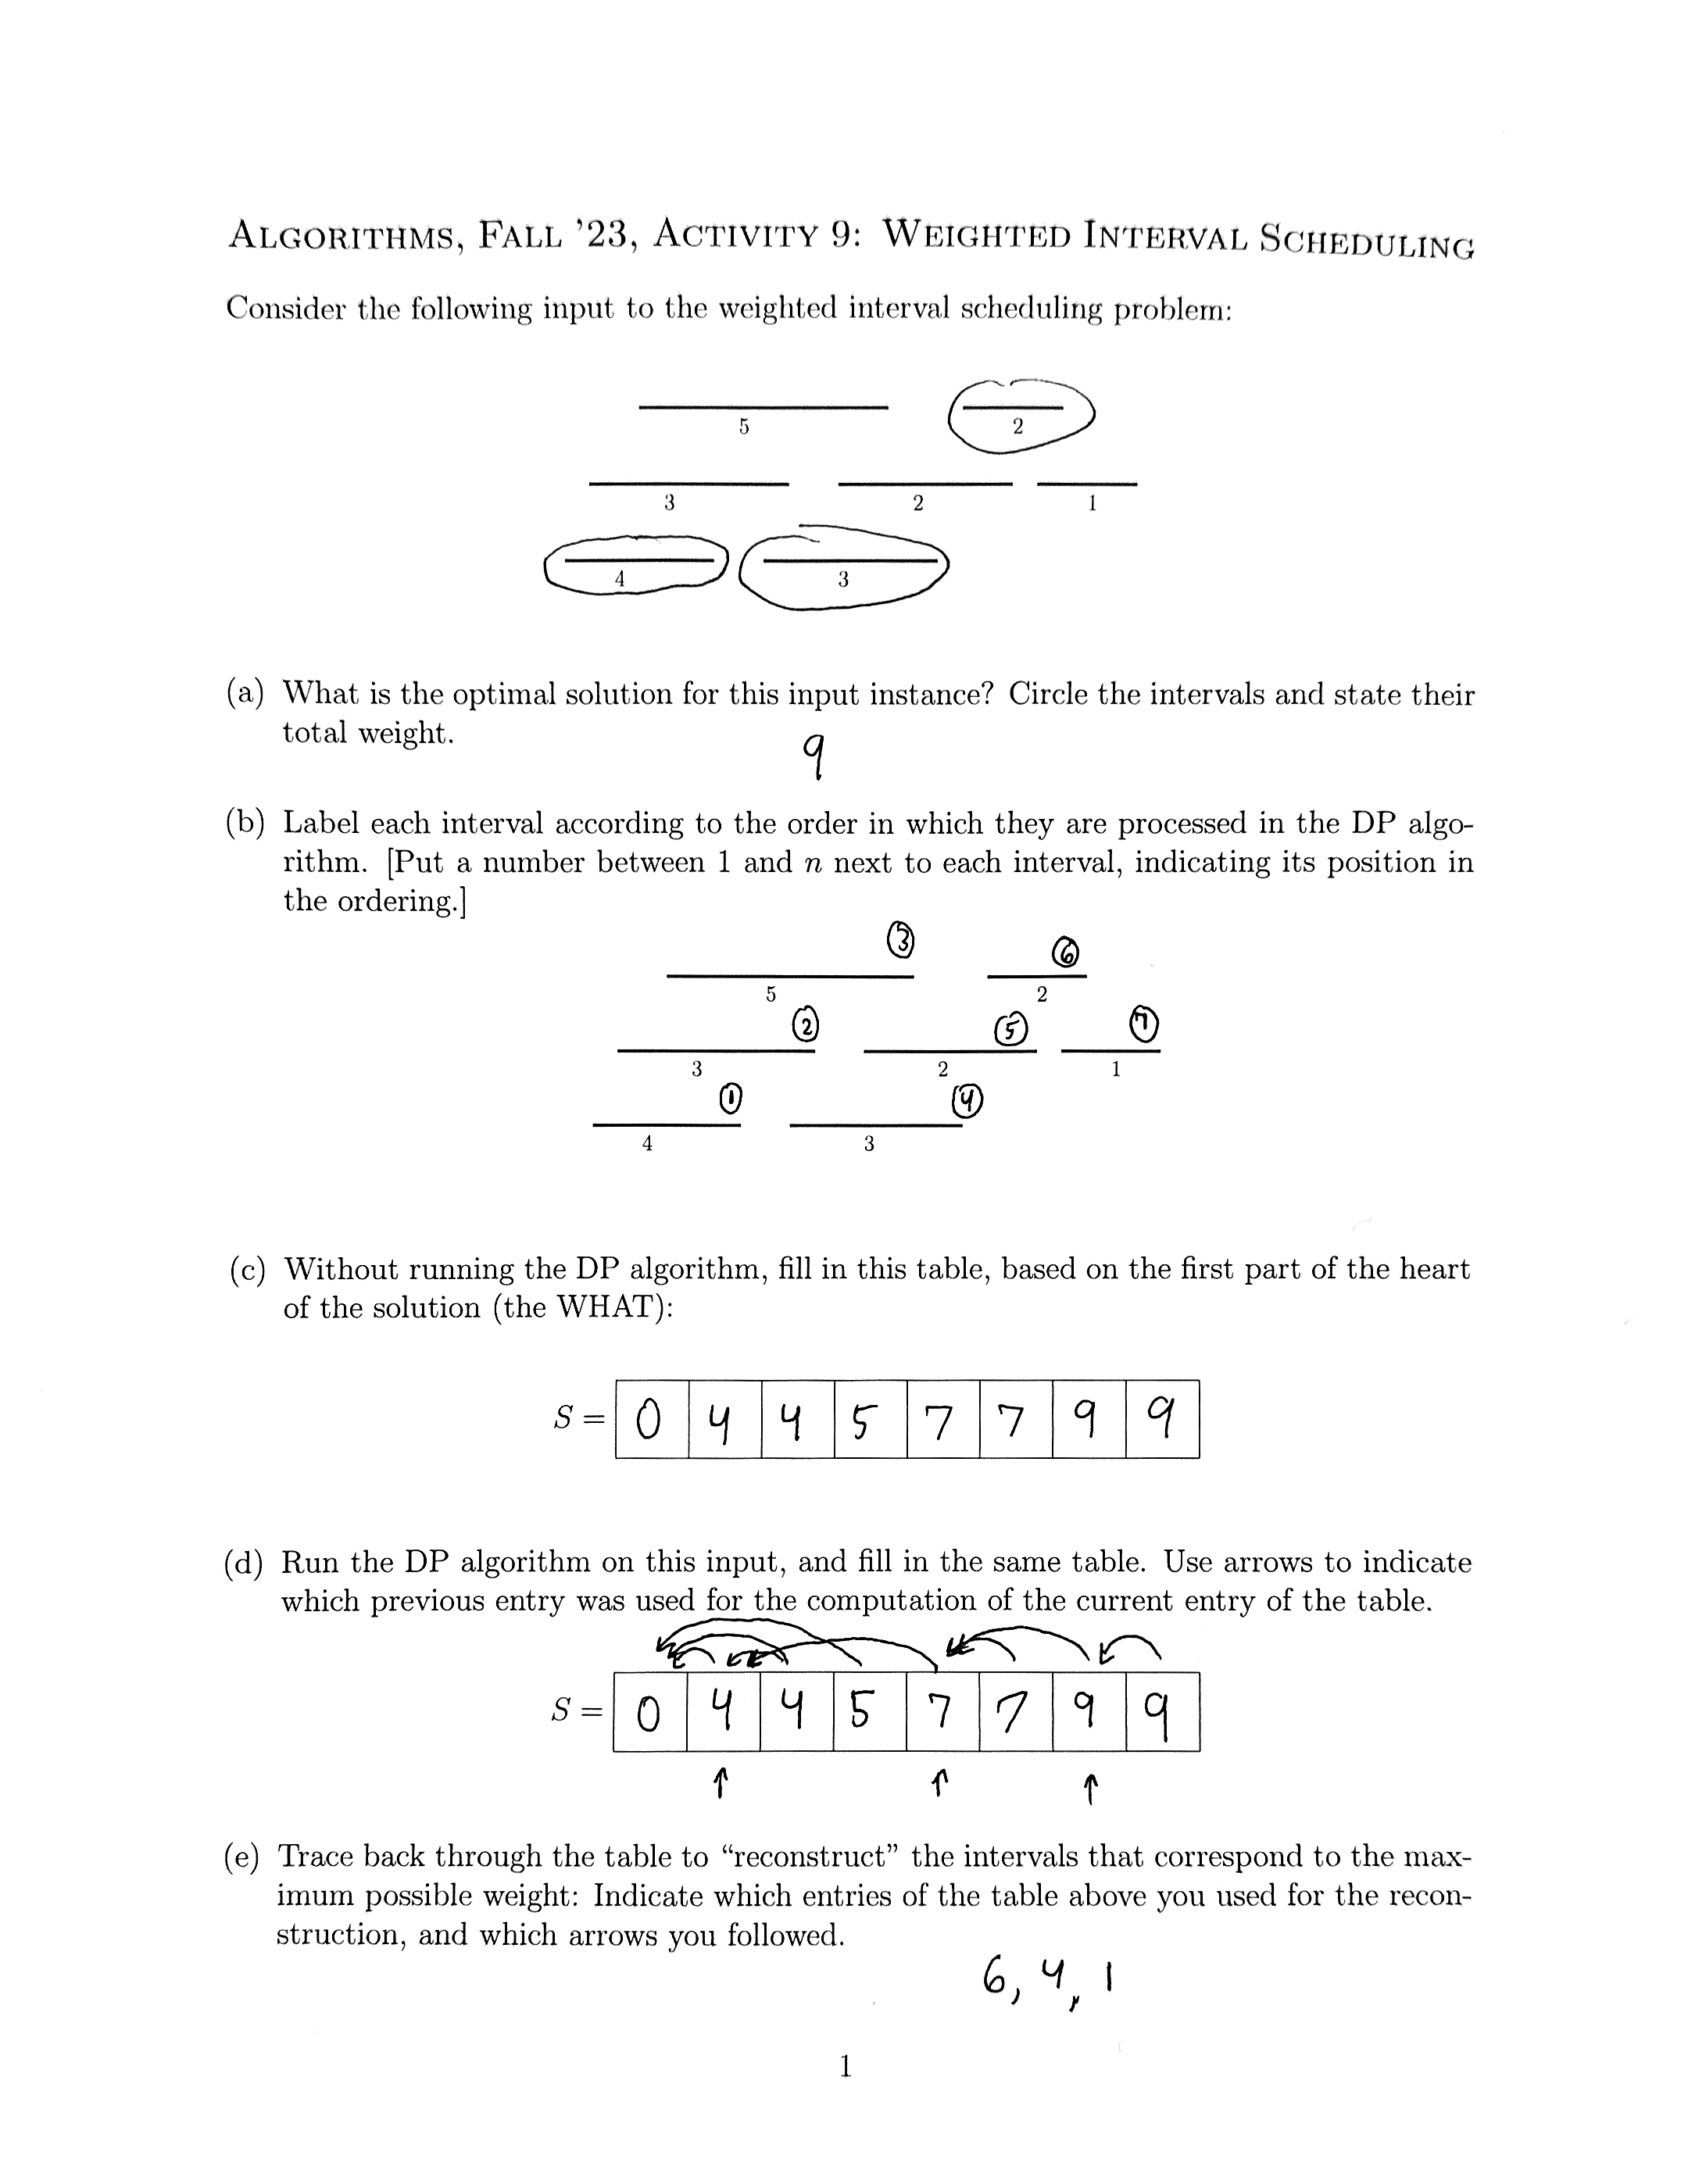 ALGORITHMS, FALL '23, ACTIVITY 9: WEIGHTED INTERVAL SCHEDULING
Consider the following input to the weighted interval scheduling problem:
5 2
3 2 1
4 3
(a) What is the optimal solution for this input instance? Circle the intervals and state their
total weight.
9
(b) Label each interval according to the order in which they are processed in the DP algo-
rithm. [Put a number between 1 and n next to each interval, indicating its position in
the ordering.]
3 6
5 2
2 5 7
3 2 1
1 4
4 3
(c) Without running the DP algorithm, fill in this table, based on the first part of the heart
of the solution (the WHAT):
S = 0 4 4 5 7 7 9 9
(d) Run the DP algorithm on this input, and fill in the same table. Use arrows to indicate
which previous entry was used for the computation of the current entry of the table.
S = 0 4 4 5 7 7 9 9
(e) Trace back through the table to “reconstruct” the intervals that correspond to the max-
imum possible weight: Indicate which entries of the table above you used for the recon-
struction, and which arrows you followed.
6, 4, 1
1